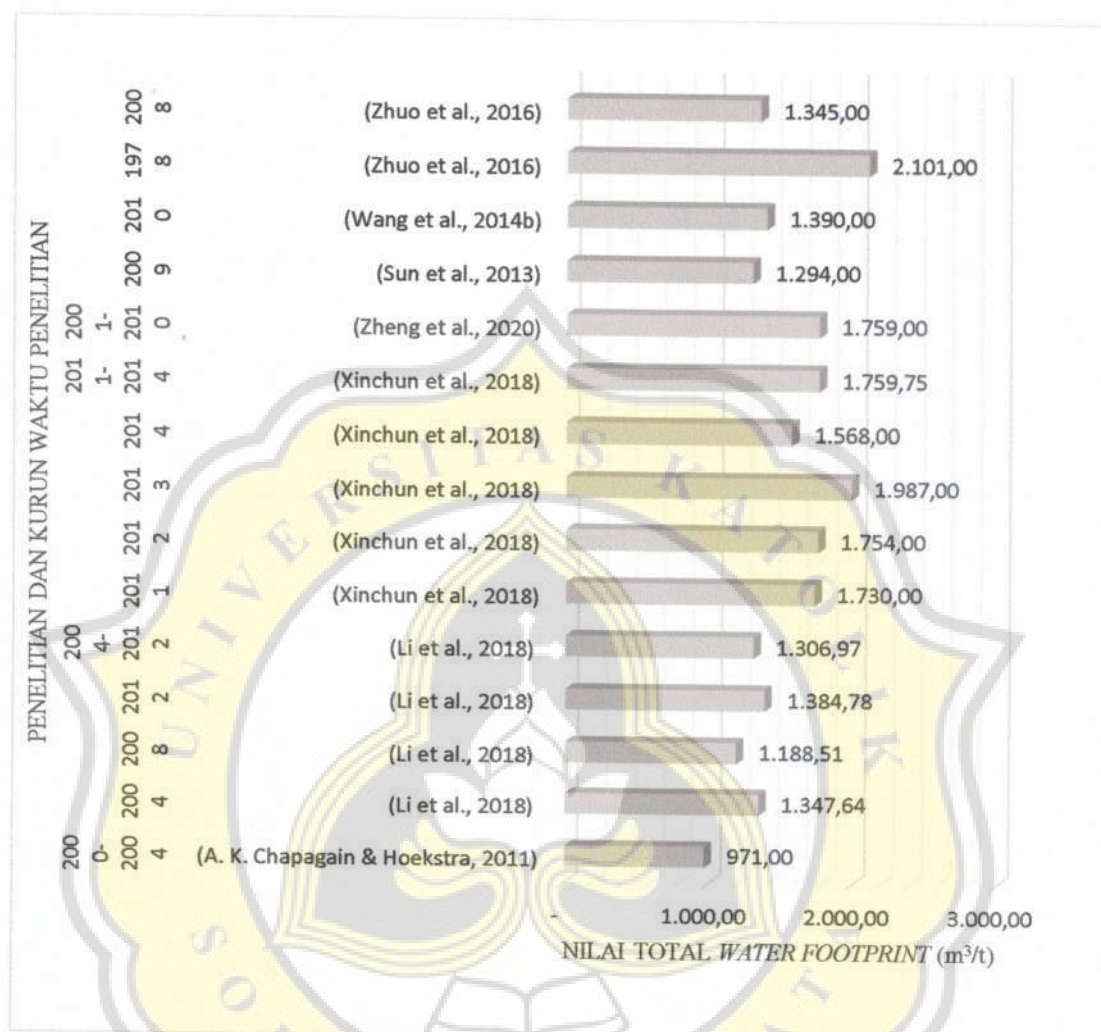 PENELITIAN DAN KURUN WAKTU PENELITIAN
200
8
(Zhuo et al., 2016)
1.345,00
197
8
(Zhuo et al., 2016)
2.101,00
201
0
(Wang et al., 2014b)
1.390,00
200
9
(Sun et al., 2013)
1.294,00
200
1-
201
0
(Zheng et al., 2020)
1.759,00
201
1-
201
4
(Xinchun et al., 2018)
1.759,75
201
4
(Xinchun et al., 2018)
1.568,00
201
3
(Xinchun et al., 2018)
1.987,00
201
2
(Xinchun et al., 2018)
1.754,00
201
1
(Xinchun et al., 2018)
1.730,00
200
4-
201
2
(Li et al., 2018)
1.306,97
201
2
(Li et al., 2018)
1.384,78
200
8
(Li et al., 2018)
1.188,51
200
4
(Li et al., 2018)
1.347,64
200
0-
200
4
(A. K. Chapagain & Hoekstra, 2011)
971,00
- 1.000,00 2.000,00 3.000,00
NILAI TOTAL WATER FOOTPRINT (m³/t)
UNIVERSITAS KATOLIK